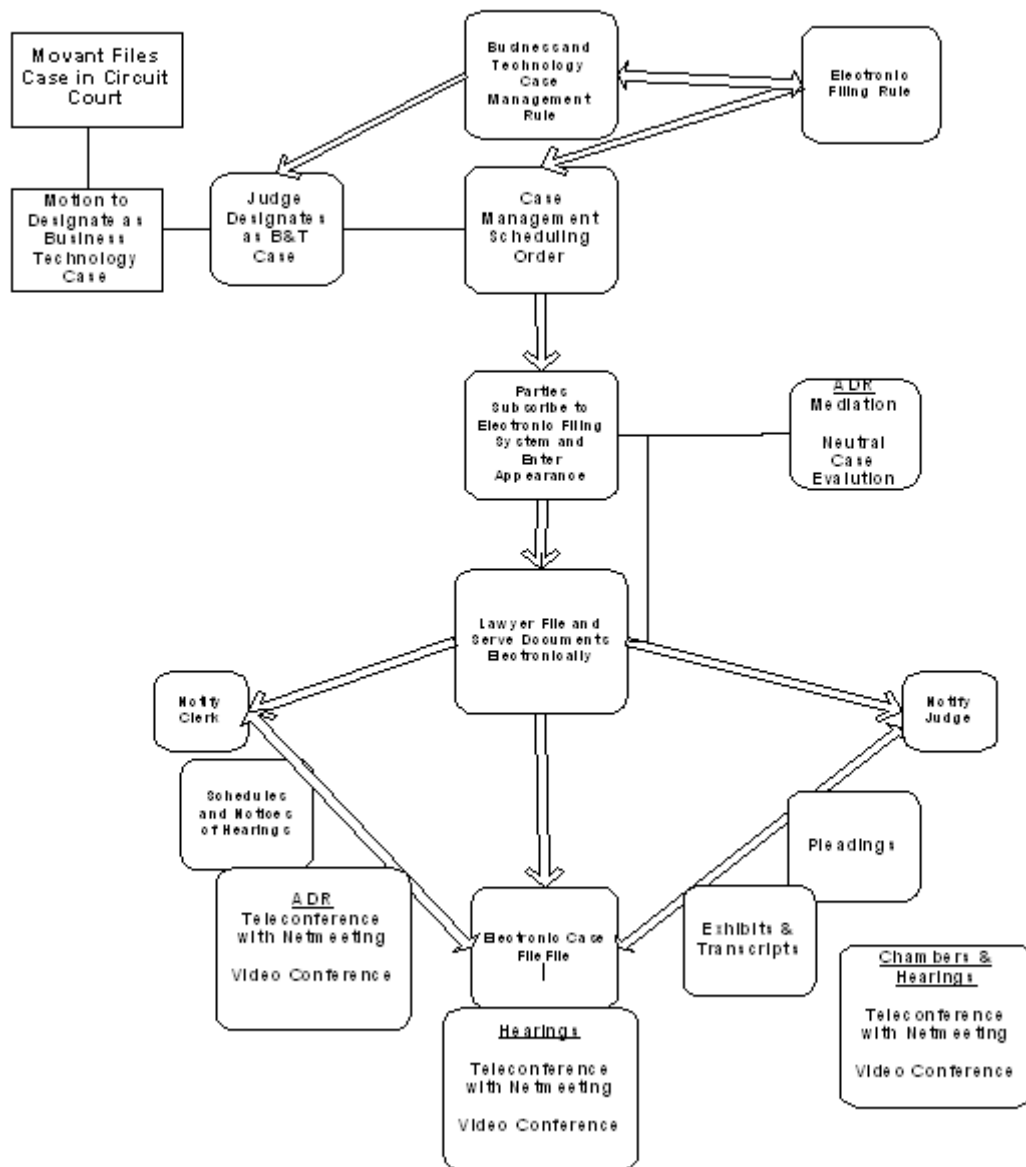 Movant Files
Case in Circuit
Court
Businessand
Technology
Case
Management
Rule
Electronic
Filing Rule
Motion to
Designate as
Business
Technology
Case
Judge
Designates
as B&T
Case
Case
Management
Scheduling
Order
Parties
Subscribe to
Electronic Filing
System and
Enter
Appearance
ADR
Mediation
Neutral
Case
Evalution
Lawyer File and
Serve Documents
Electronically
Notify
Clerk
Notify
Judge
Schedules
and Notices
of Hearings
Pleadings
ADR
Teleconference
with Netmeeting
Video Conference
Electronic Case
FileFile
Exhibits &
Transcripts
Chambers &
Hearings
Teleconference
with Netmeeting
Video Conference
Hearings
Teleconference
with Netmeeting
Video Conference